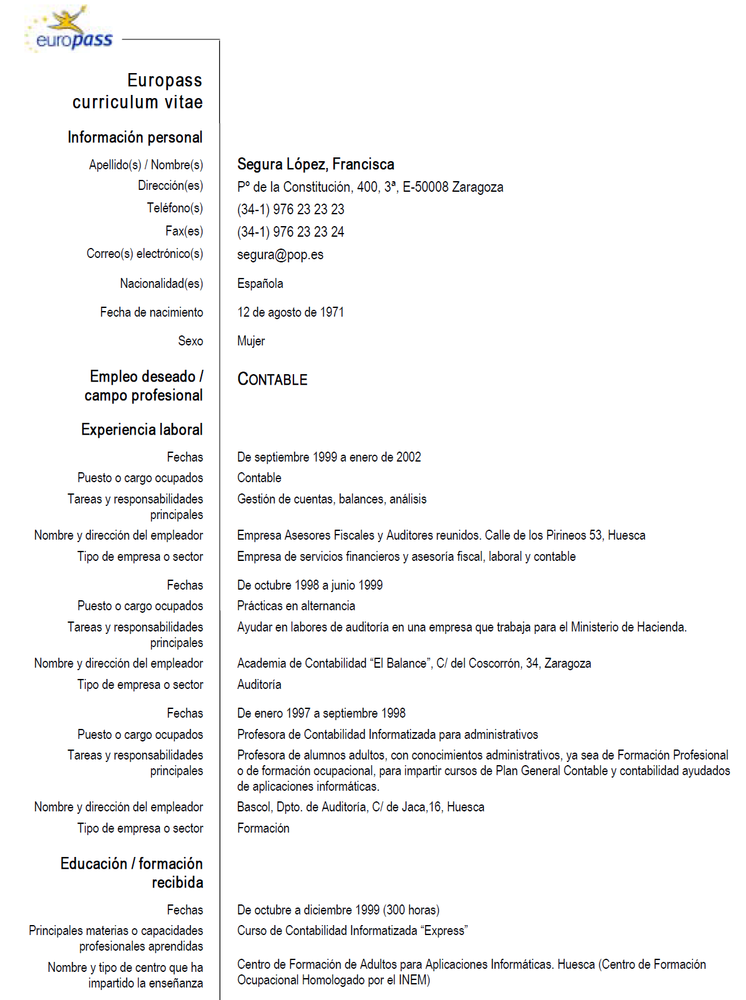 europass
Europass
curriculum vitae
Información personal
Apellido(s) / Nombre(s) Segura López, Francisca
Dirección(es) Pº de la Constitución, 400, 3ª, E-50008 Zaragoza
Teléfono(s) (34-1) 976 23 23 23
Fax(es) (34-1) 976 23 23 24
Correo(s) electrónico(s) segura@pop.es
Nacionalidad(es) Española
Fecha de nacimiento 12 de agosto de 1971
Sexo Mujer
Empleo deseado / CONTABLE
campo profesional
Experiencia laboral
Fechas De septiembre 1999 a enero de 2002
Puesto o cargo ocupados Contable
Tareas y responsabilidades Gestión de cuentas, balances, análisis
principales
Nombre y dirección del empleador Empresa Asesores Fiscales y Auditores reunidos. Calle de los Pirineos 53, Huesca
Tipo de empresa o sector Empresa de servicios financieros y asesoría fiscal, laboral y contable
Fechas De octubre 1998 a junio 1999
Puesto o cargo ocupados Prácticas en alternancia
Tareas y responsabilidades Ayudar en labores de auditoría en una empresa que trabaja para el Ministerio de Hacienda.
principales
Nombre y dirección del empleador Academia de Contabilidad “El Balance”, C/ del Coscorrón, 34, Zaragoza
Tipo de empresa o sector Auditoría
Fechas De enero 1997 a septiembre 1998
Puesto o cargo ocupados Profesora de Contabilidad Informatizada para administrativos
Tareas y responsabilidades Profesora de alumnos adultos, con conocimientos administrativos, ya sea de Formación Profesional
principales o de formación ocupacional, para impartir cursos de Plan General Contable y contabilidad ayudados
de aplicaciones informáticas.
Nombre y dirección del empleador Bascol, Dpto. de Auditoría, C/ de Jaca,16, Huesca
Tipo de empresa o sector Formación
Educación / formación
recibida
Fechas De octubre a diciembre 1999 (300 horas)
Principales materias o capacidades Curso de Contabilidad Informatizada “Express”
profesionales aprendidas
Nombre y tipo de centro que ha Centro de Formación de Adultos para Aplicaciones Informáticas. Huesca (Centro de Formación
impartido la enseñanza Ocupacional Homologado por el INEM)